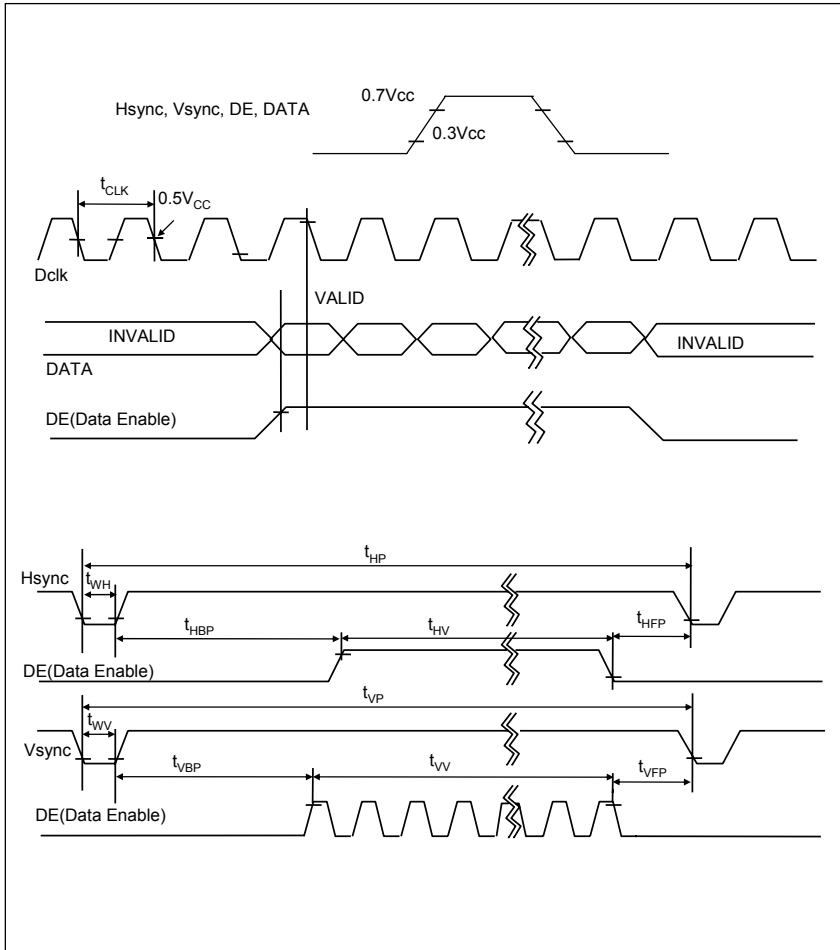 0.7Vcc
Hsync, Vsync, DE, DATA
0.3Vcc
tCLK
0.5VCC
Dclk
VALID
INVALID
INVALID
DATA
DE(Data Enable)
tHP
Hsync
tWH
tHBP
tHV
tHFP
DE(Data Enable)
tVP
tWV
Vsync
tVBP
tVV
tVFP
DE(Data Enable)